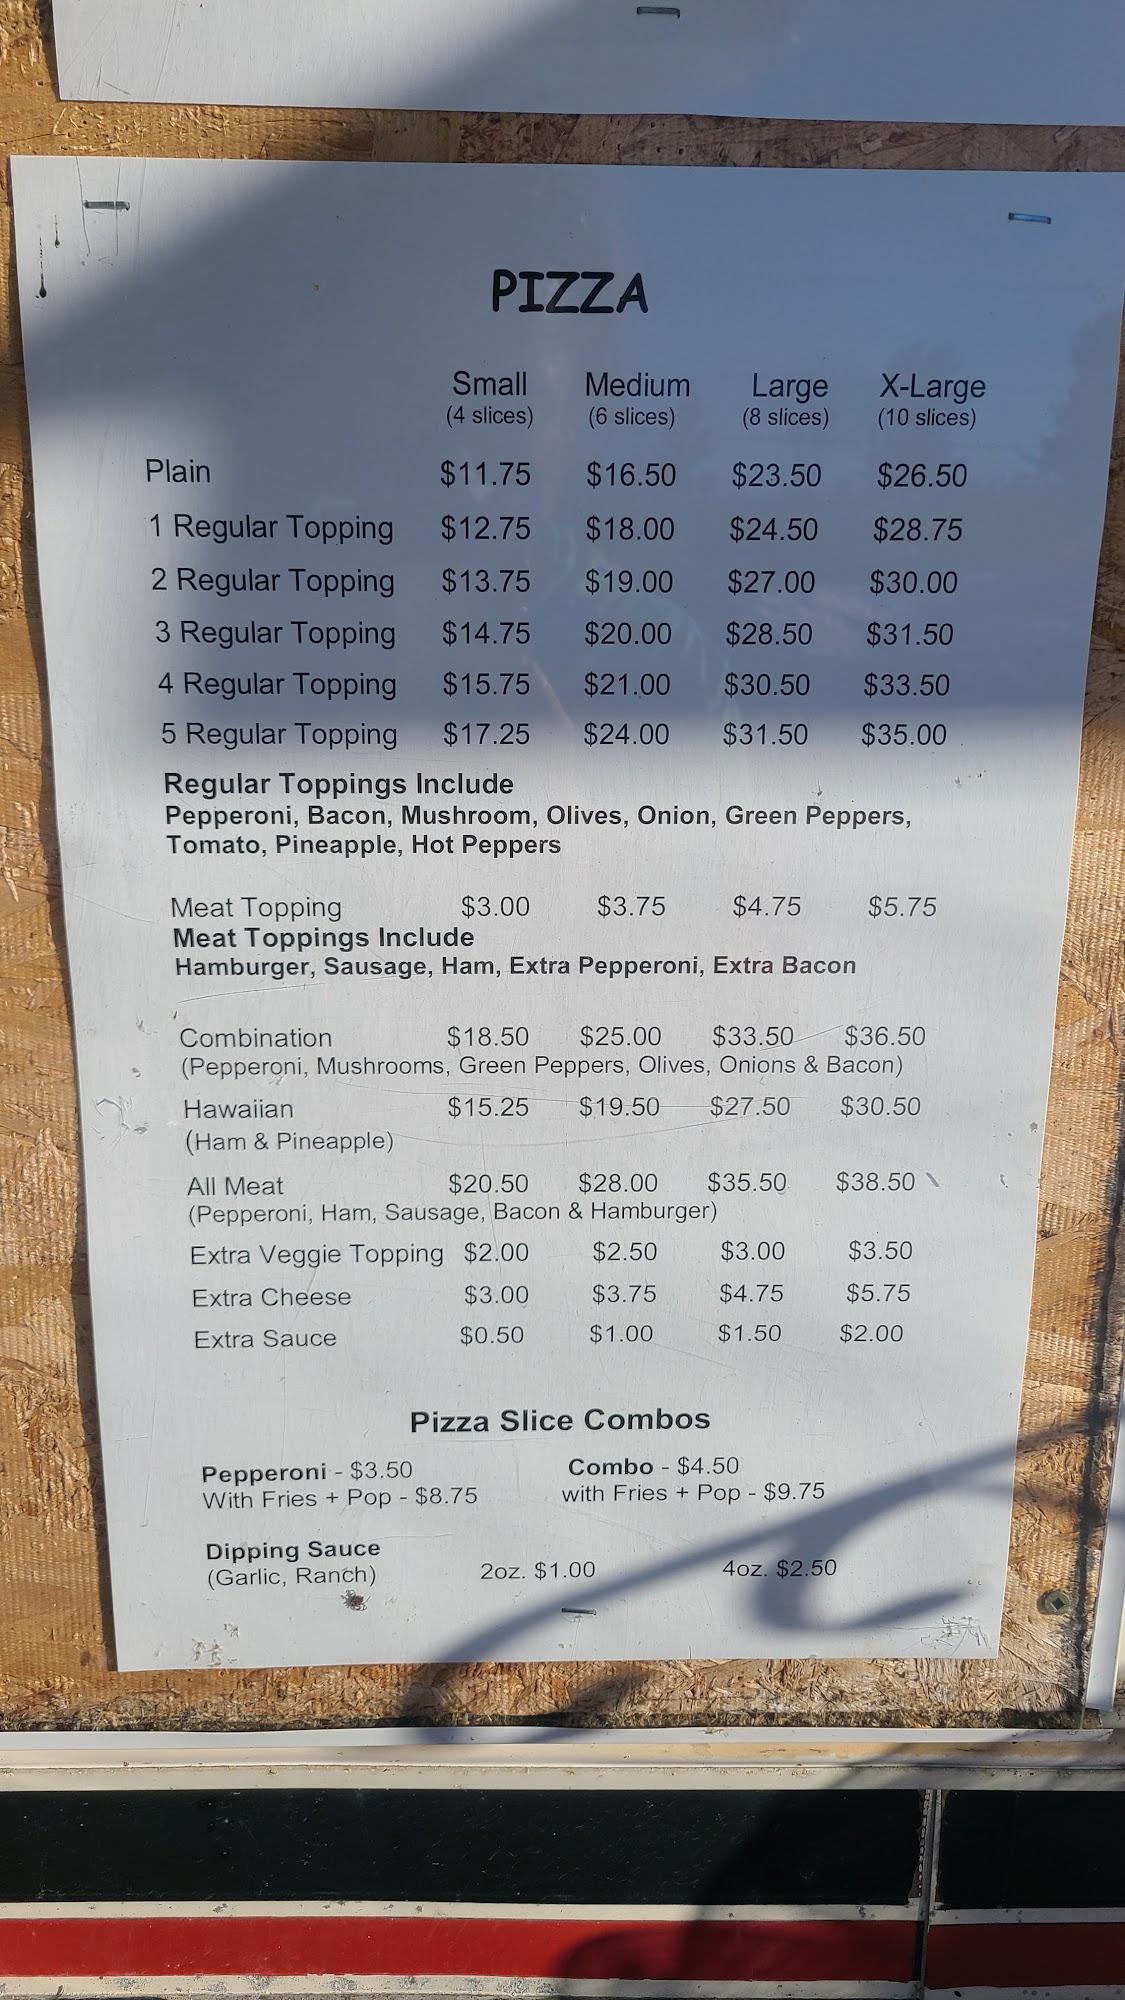 PIZZA
Small Medium Large X-Large
(4 slices) (6 slices) (8 slices) (10 slices)
Plain $11.75 $16.50 $23.50 $26.50
1 Regular Topping $12.75 $18.00 $24.50 $28.75
2 Regular Topping $13.75 $19.00 $27.00 $30.00
3 Regular Topping $14.75 $20.00 $28.50 $31.50
4 Regular Topping $15.75 $21.00 $30.50 $33.50
5 Regular Topping $17.25 $24.00 $31.50 $35.00
Regular Toppings Include
Pepperoni, Bacon, Mushroom, Olives, Onion, Green Peppers,
Tomato, Pineapple, Hot Peppers
Meat Topping $3.00 $3.75 $4.75 $5.75
Meat Toppings Include
Hamburger, Sausage, Ham, Extra Pepperoni, Extra Bacon
Combination $18.50 $25.00 $33.50 $36.50
(Pepperoni, Mushrooms, Green Peppers, Olives, Onions & Bacon)
Hawaiian $15.25 $19.50 $27.50 $30.50
(Ham & Pineapple)
All Meat $20.50 $28.00 $35.50 $38.50
(Pepperoni, Ham, Sausage, Bacon & Hamburger)
Extra Veggie Topping $2.00 $2.50 $3.00 $3.50
Extra Cheese $3.00 $3.75 $4.75 $5.75
Extra Sauce $0.50 $1.00 $1.50 $2.00
Pizza Slice Combos
Pepperoni - $3.50 Combo - $4.50
With Fries + Pop - $8.75 with Fries + Pop - $9.75
Dipping Sauce
(Garlic, Ranch) 2oz. $1.00 4oz. $2.50